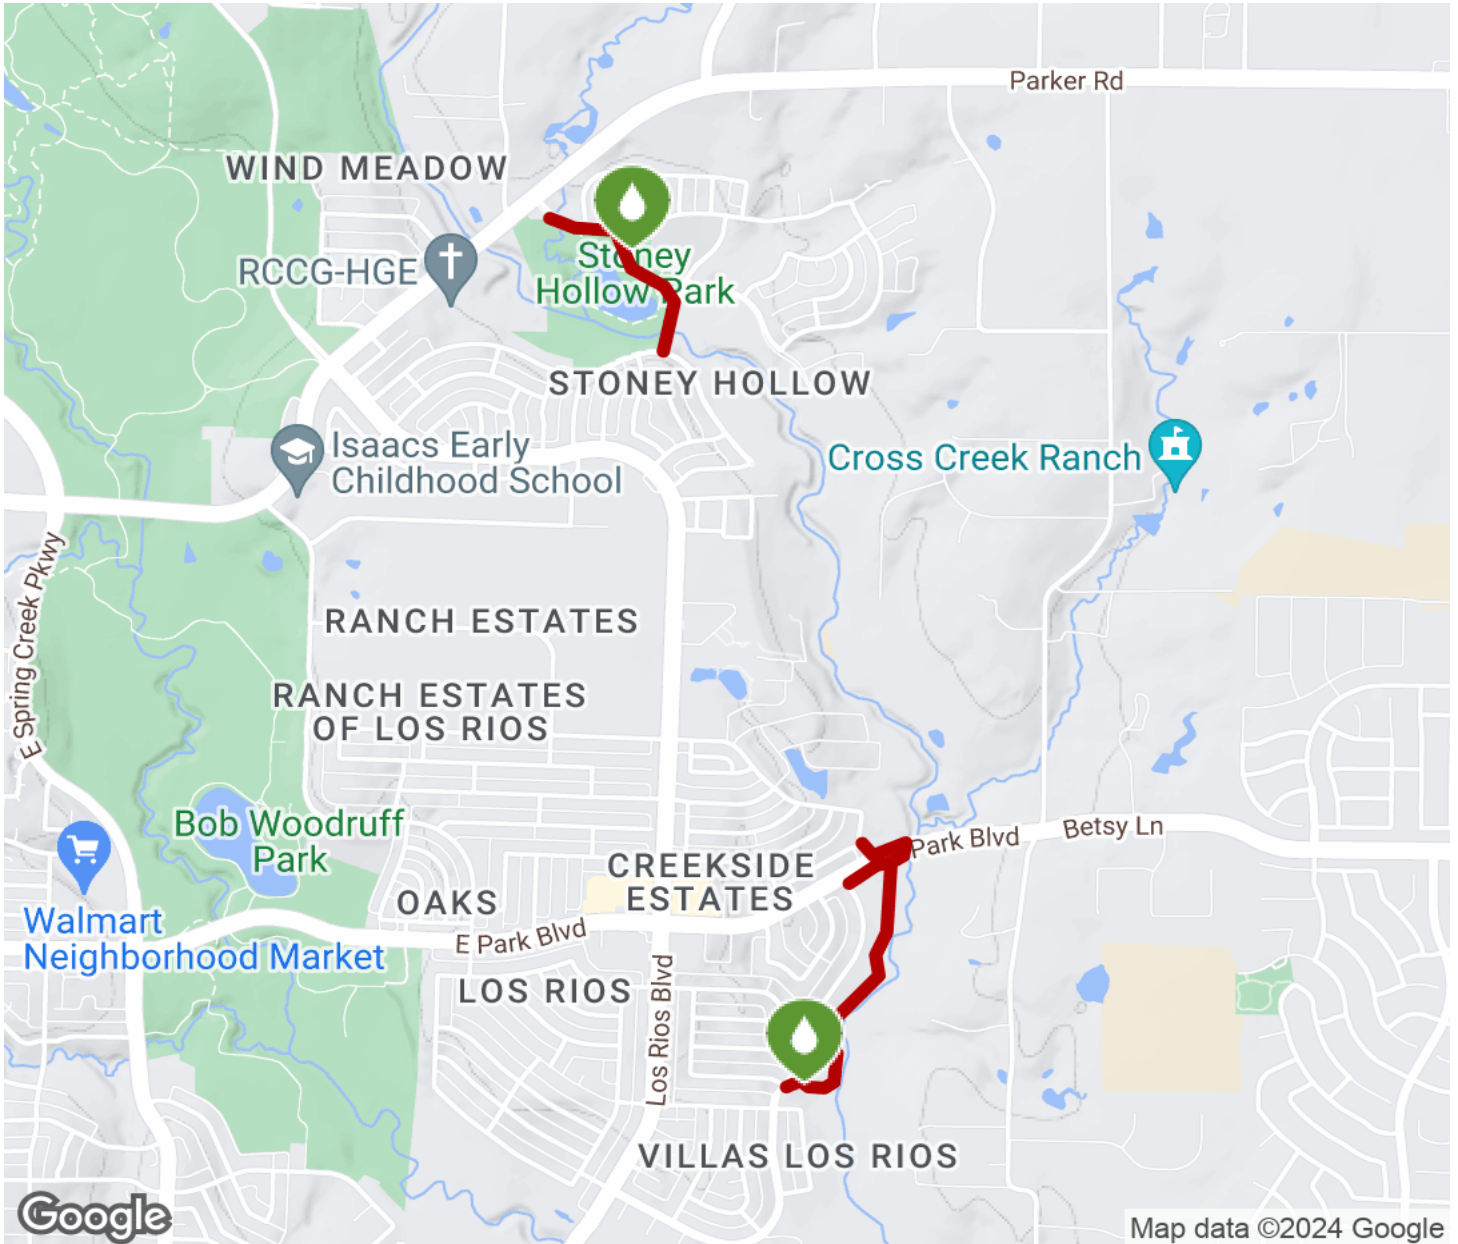 Parker Rd
WIND MEADOW
RCCG-HGE
Stoney
Hollow Park
STONEY HOLLOW
Isaacs Early
Childhood School
Cross Creek Ranch
E Spring Creek Pkwy
RANCH ESTATES
RANCH ESTATES
OF LOS RIOS
Bob Woodruff
Park
Park Blvd
Betsy Ln
CREEKSIDE
ESTATES
OAKS
Walmart
Neighborhood Market
E Park Blvd
LOS RIOS
Los Rios Blvd
VILLAS LOS RIOS
Google
Map data ©2024 Google